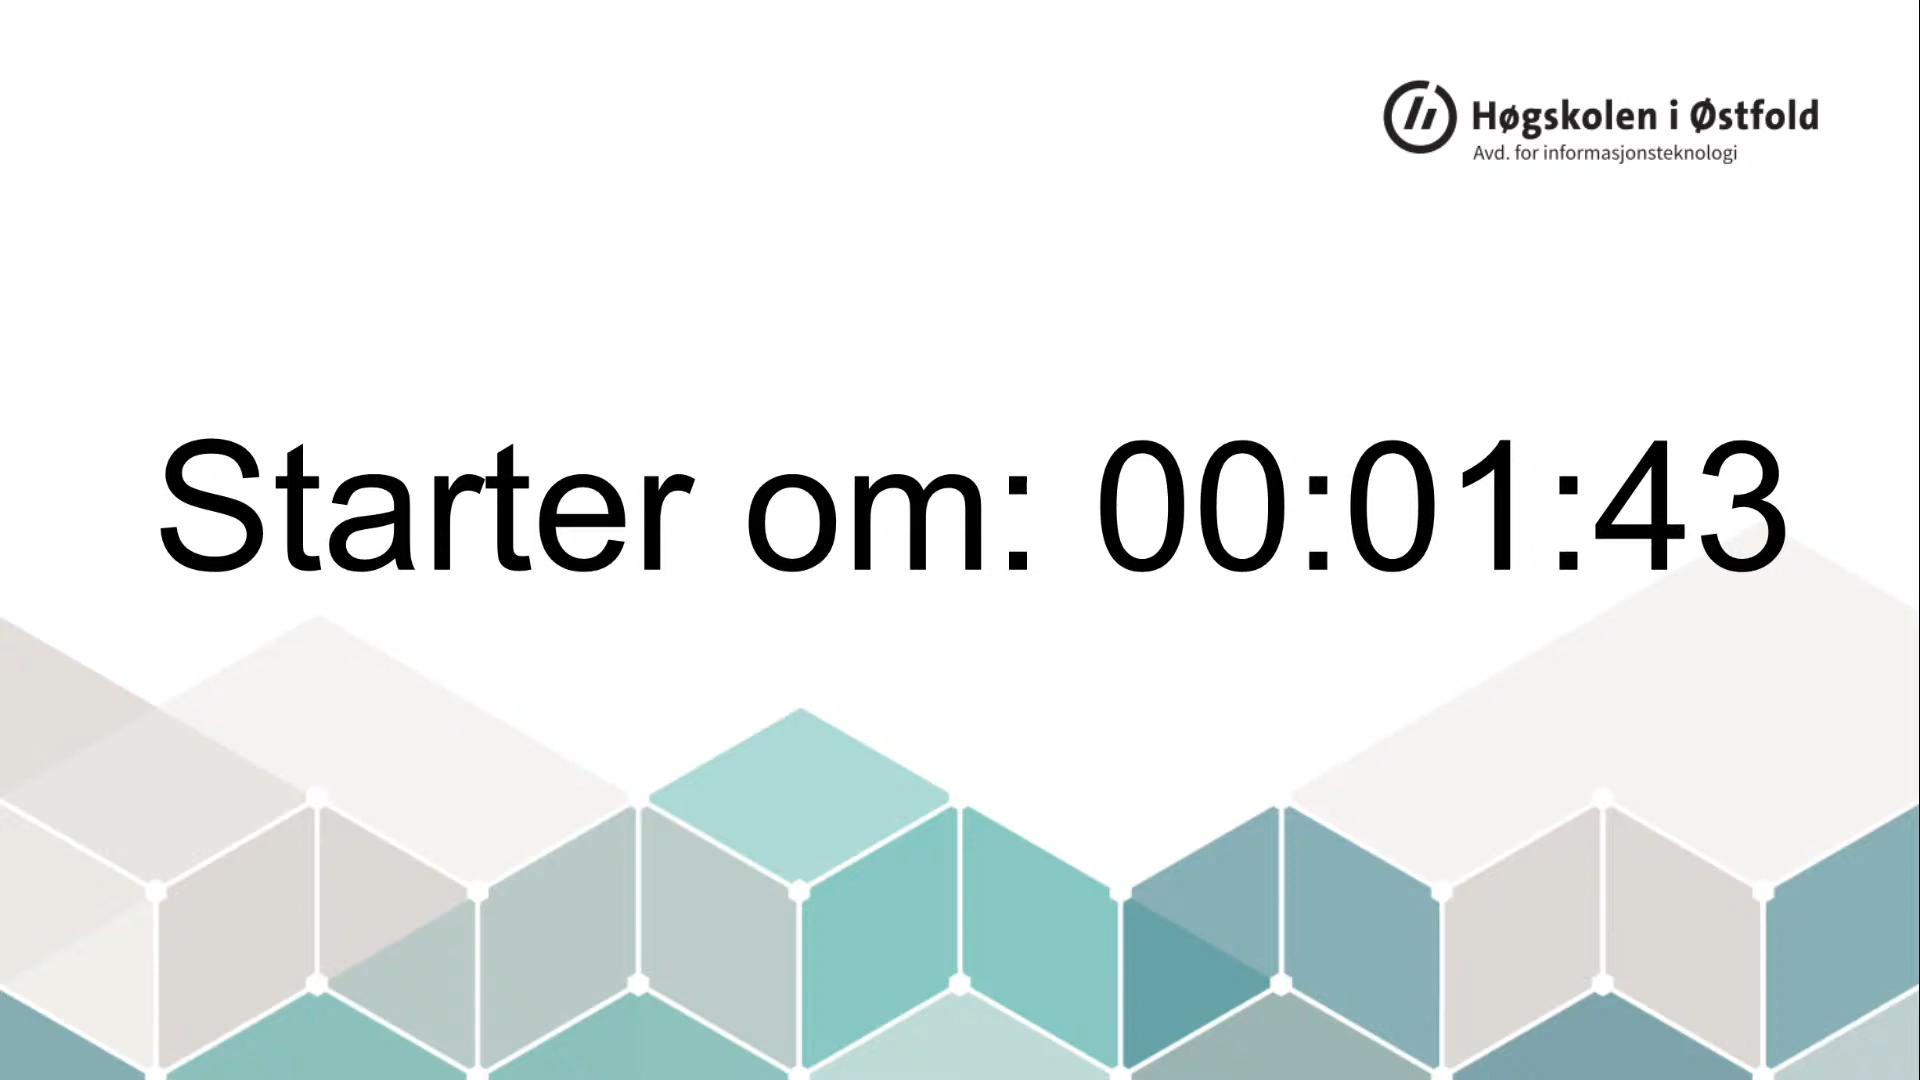 Høgskolen i Østfold
Avd. for informasjonsteknologi
Starter om: 00:01:43